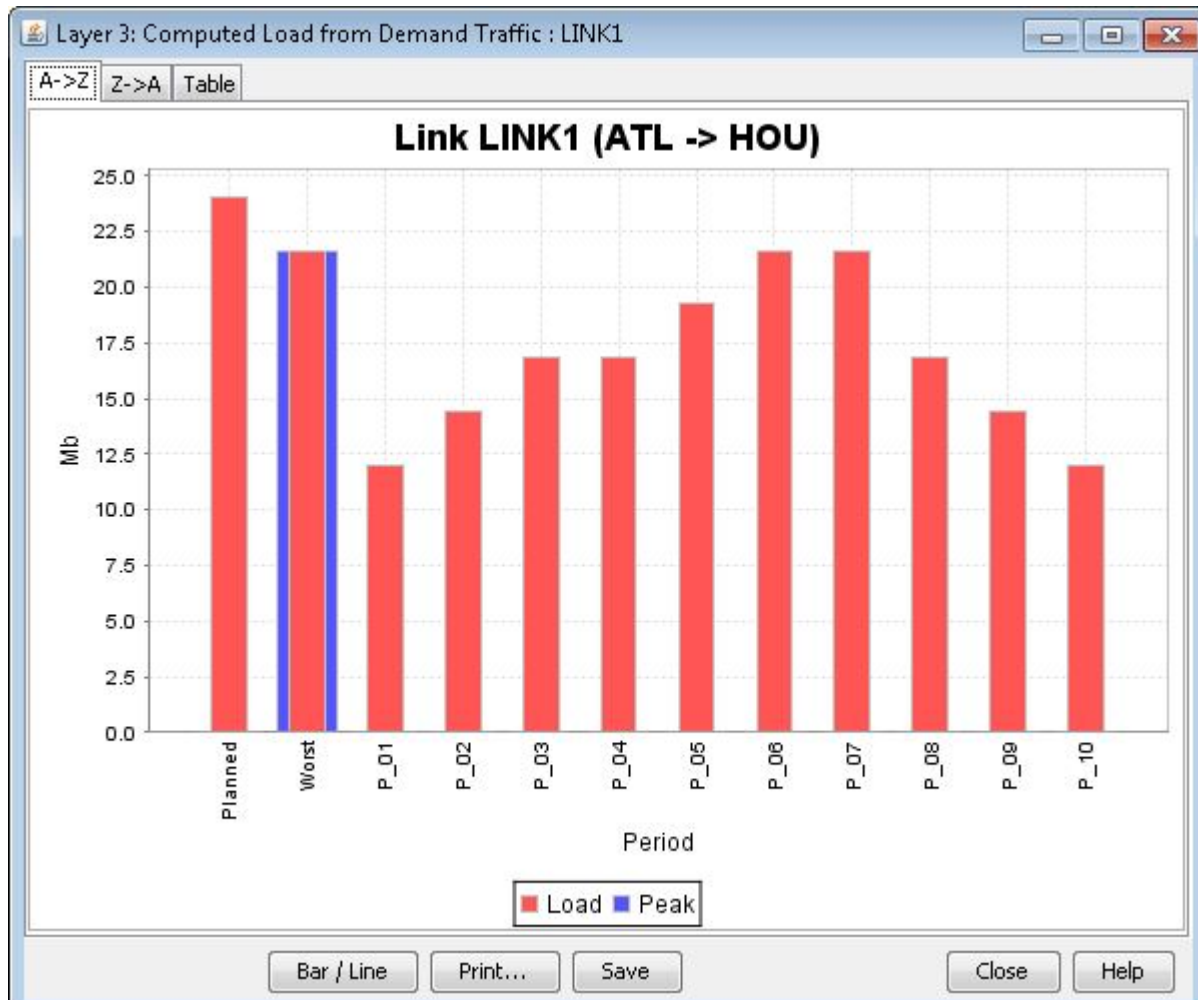 Layer 3: Computed Load from Demand Traffic : LINK1
A->Z Z->A Table
Link LINK1 (ATL -> HOU)
25.0
22.5
20.0
17.5
15.0
12.5
10.0
7.5
5.0
2.5
0.0
Mb
Planned
Worst
P_01
P_02
P_03
P_04
P_05
P_06
P_07
P_08
P_09
P_10
Period
Load Peak
Bar / Line Print... Save Close Help